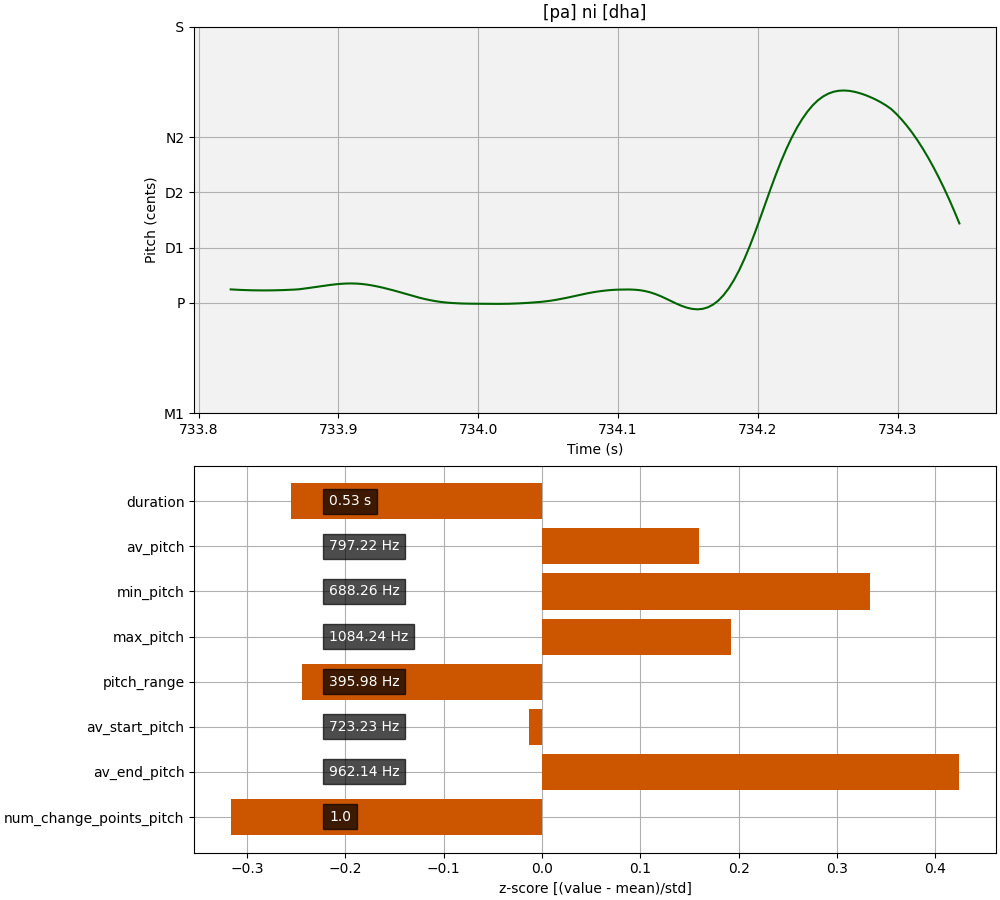 [pa] ni [dha]
S
N2
D2
D1
P
M1
Pitch (cents)
733.8 733.9 734.0 734.1 734.2 734.3
Time (s)
duration 0.53 s
av_pitch 797.22 Hz
min_pitch 688.26 Hz
max_pitch 1084.24 Hz
pitch_range 395.98 Hz
av_start_pitch 723.23 Hz
av_end_pitch 962.14 Hz
num_change_points_pitch 1.0
−0.3 −0.2 −0.1 0.0 0.1 0.2 0.3 0.4
z-score [(value - mean)/std]